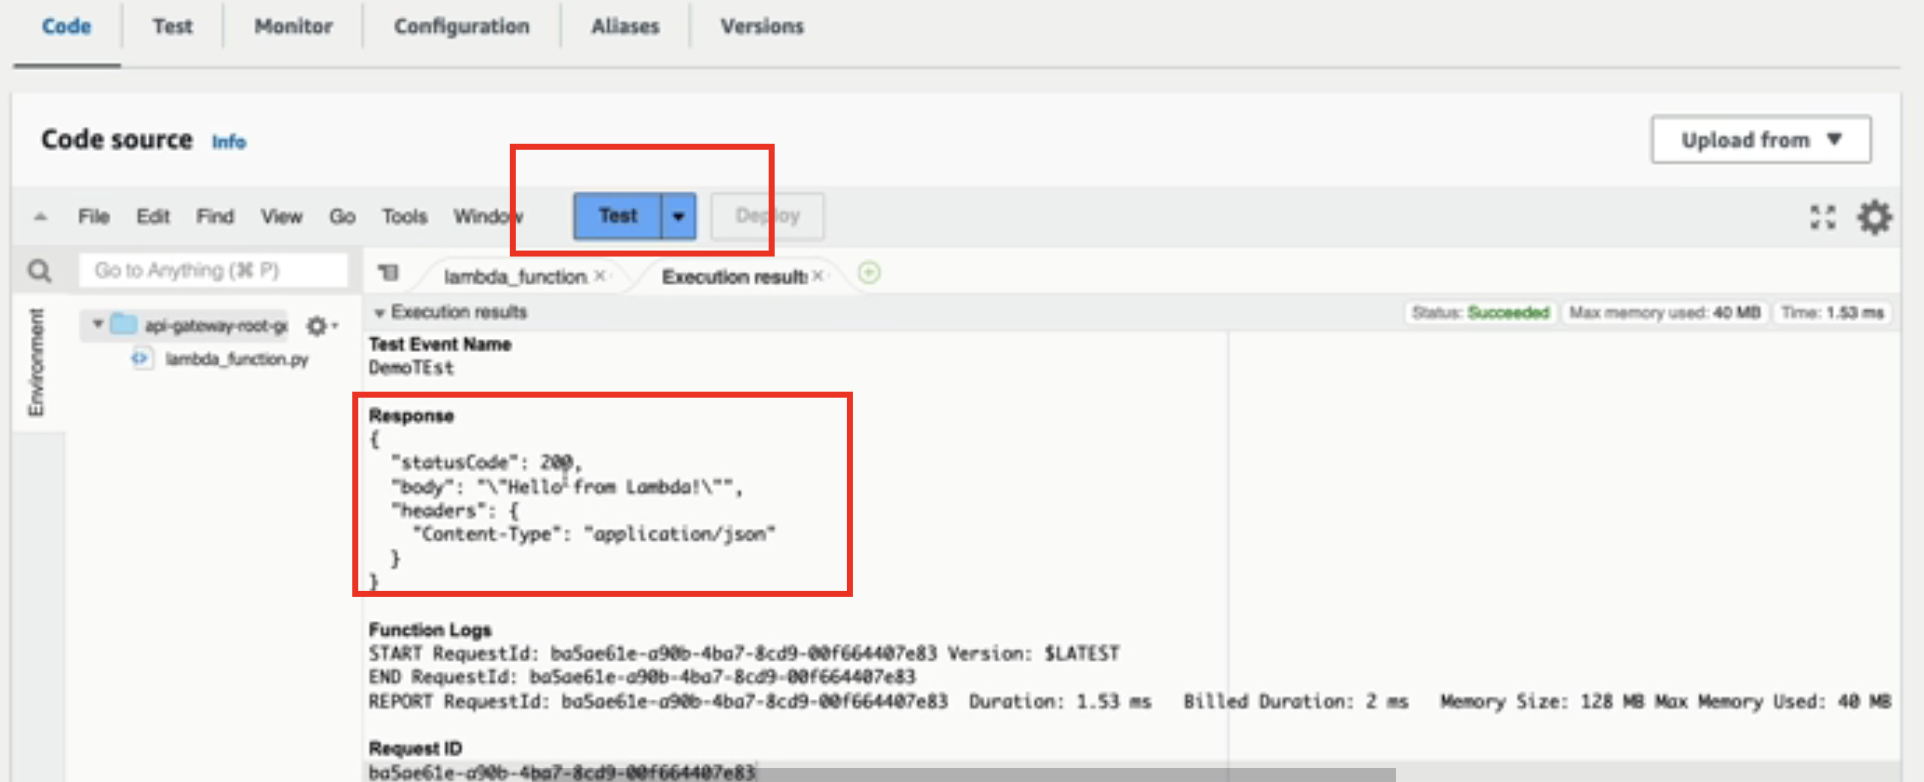 Code Test Monitor Configuration Aliases Versions
Code source Info
Upload from
File Edit Find View Go Tools Window Test Deploy
Go to Anything (⌘ P)
lambda_function. Execution result
Execution results
Status: Succeeded Max memory used: 40 MB Time: 1.53 ms
Environment
api-gateway-root-g
lambda_function.py
Test Event Name
DemoTEst
Response
{
"statusCode": 200,
"body": "\"Hello from Lambda!\"",
"headers": {
"Content-Type": "application/json"
}
}
Function Logs
START RequestId: ba5ae61e-a90b-4ba7-8cd9-00f664407e83 Version: $LATEST
END RequestId: ba5ae61e-a90b-4ba7-8cd9-00f664407e83
REPORT RequestId: ba5ae61e-a90b-4ba7-8cd9-00f664407e83 Duration: 1.53 ms Billed Duration: 2 ms Memory Size: 128 MB Max Memory Used: 40 MB
Request ID
ba5ae61e-a90b-4ba7-8cd9-00f664407e83